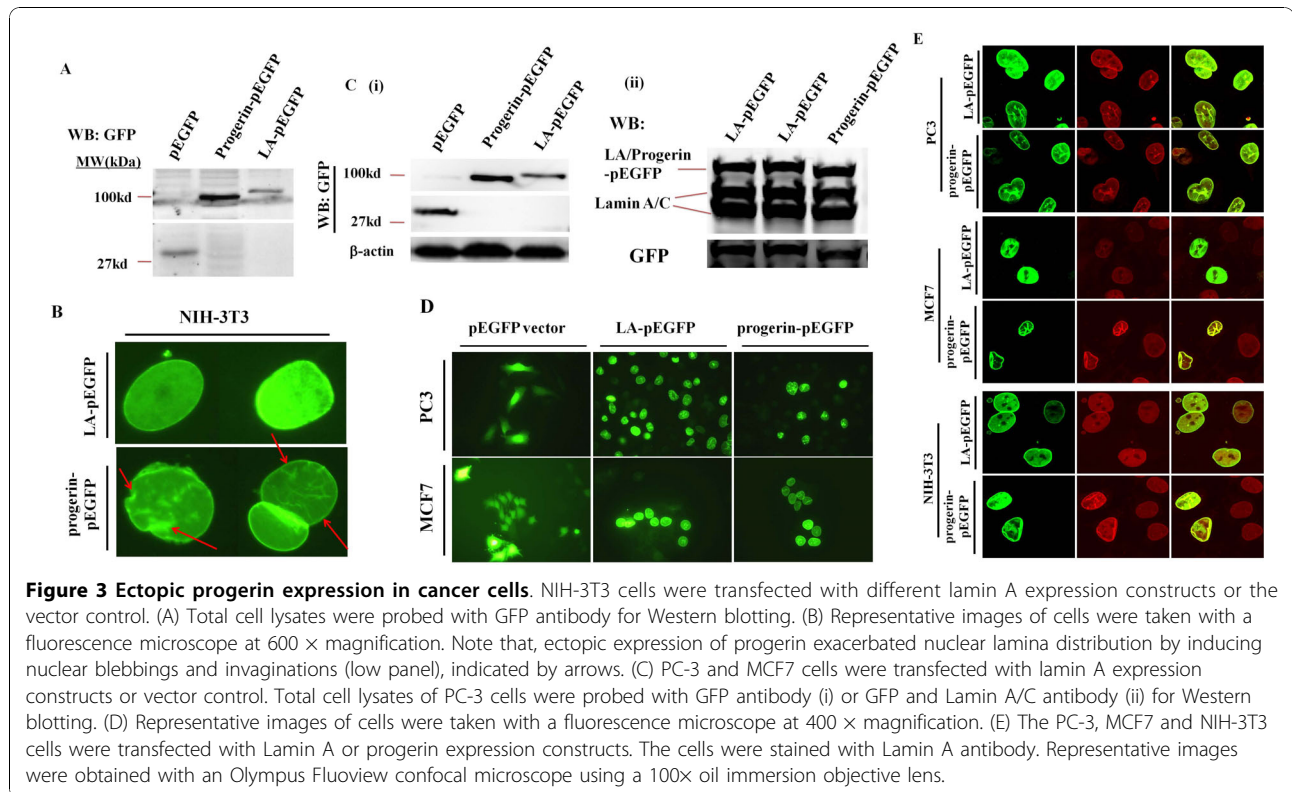 A
WB: GFP
MW(kDa)
pEGFP
Progerin-pEGFP
LA-pEGFP
100kd
27kd
B
NIH-3T3
LA-pEGFP
progerin-
pEGFP
C (i)
pEGFP
Progerin-pEGFP
LA-pEGFP
WB: GFP
100kd
27kd
β-actin
(ii)
WB:
LA-pEGFP
LA-pEGFP
Progerin-pEGFP
LA/Progerin
-pEGFP
Lamin A/C
GFP
D
pEGFP vector
LA-pEGFP
progerin-pEGFP
PC3
MCF7
E
PC3
LA-pEGFP
progerin-
pEGFP
MCF7
LA-pEGFP
progerin-
pEGFP
NIH-3T3
LA-pEGFP
progerin-
pEGFP
Figure 3 Ectopic progerin expression in cancer cells. NIH-3T3 cells were transfected with different lamin A expression constructs or the
vector control. (A) Total cell lysates were probed with GFP antibody for Western blotting. (B) Representative images of cells were taken with a
fluorescence microscope at 600 × magnification. Note that, ectopic expression of progerin exacerbated nuclear lamina distribution by inducing
nuclear blebbings and invaginations (low panel), indicated by arrows. (C) PC-3 and MCF7 cells were transfected with lamin A expression
constructs or vector control. Total cell lysates of PC-3 cells were probed with GFP antibody (i) or GFP and Lamin A/C antibody (ii) for Western
blotting. (D) Representative images of cells were taken with a fluorescence microscope at 400 × magnification. (E) The PC-3, MCF7 and NIH-3T3
cells were transfected with Lamin A or progerin expression constructs. The cells were stained with Lamin A antibody. Representative images
were obtained with an Olympus Fluoview confocal microscope using a 100× oil immersion objective lens.